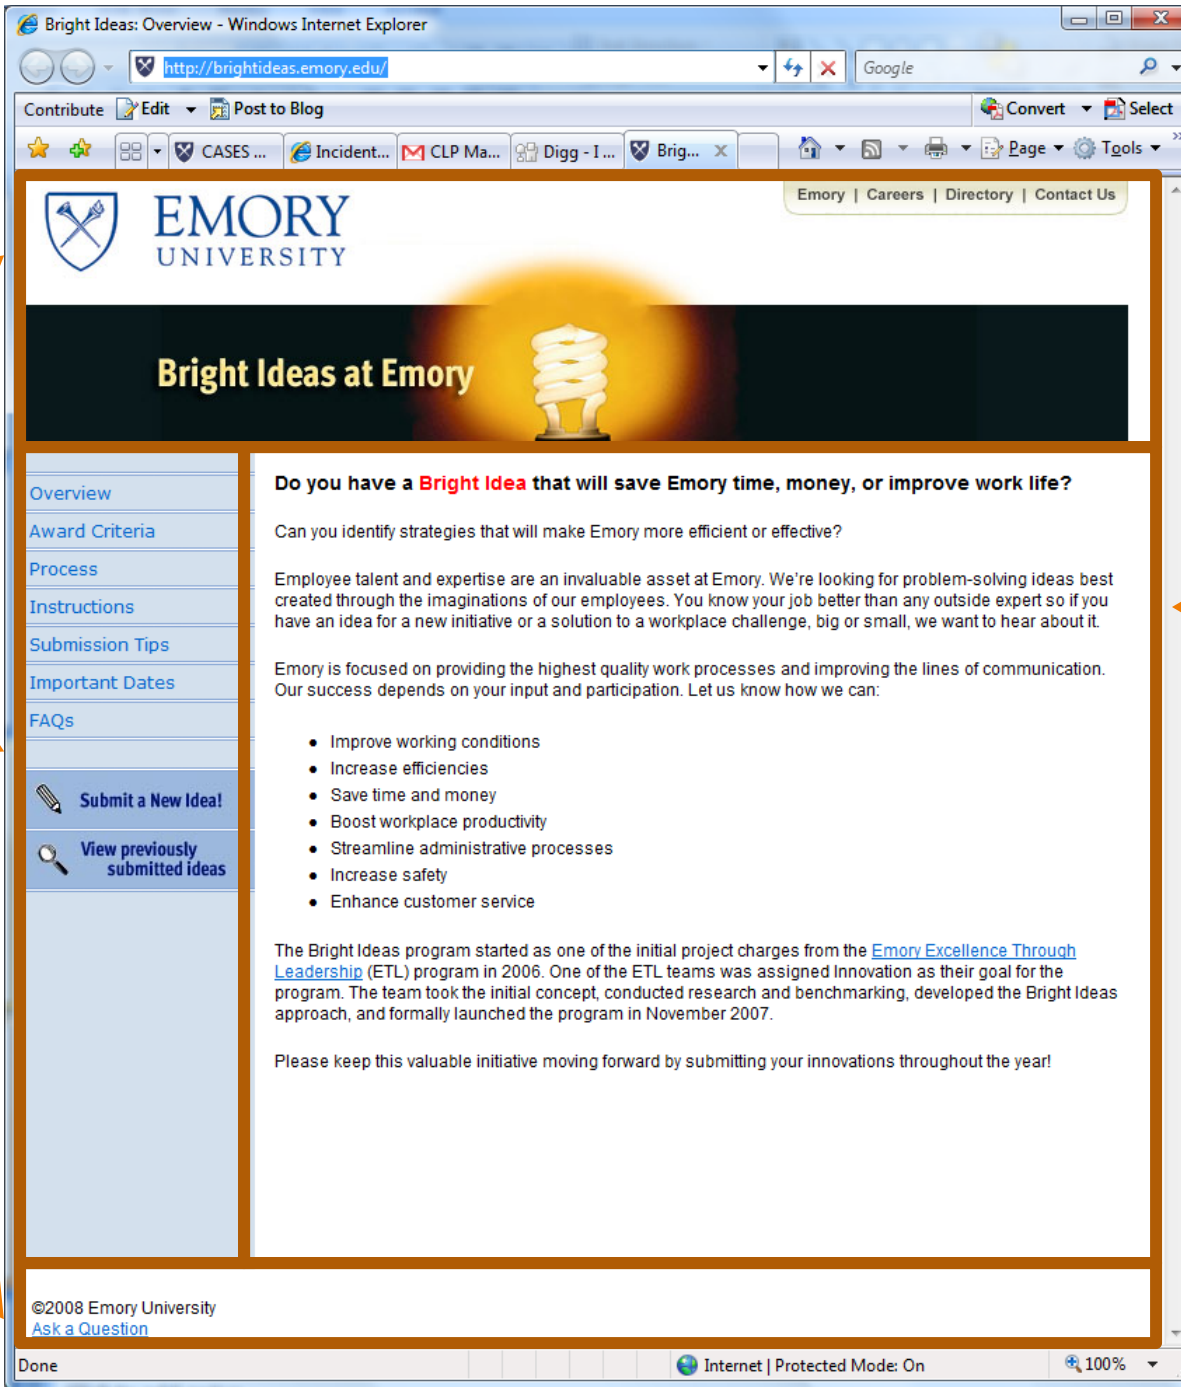 Bright Ideas: Overview - Windows Internet Explorer
http://brightideas.emory.edu/
Google
Contribute Edit Post to Blog Convert Select
CASES ... Incident... CLP Ma... Digg - I ... Brig... Page Tools
Emory | Careers | Directory | Contact Us
EMORY
UNIVERSITY
Bright Ideas at Emory
Overview
Award Criteria
Process
Instructions
Submission Tips
Important Dates
FAQs
Submit a New Idea!
View previously
submitted ideas
Do you have a Bright Idea that will save Emory time, money, or improve work life?
Can you identify strategies that will make Emory more efficient or effective?
Employee talent and expertise are an invaluable asset at Emory. We're looking for problem-solving ideas best
created through the imaginations of our employees. You know your job better than any outside expert so if you
have an idea for a new initiative or a solution to a workplace challenge, big or small, we want to hear about it.
Emory is focused on providing the highest quality work processes and improving the lines of communication.
Our success depends on your input and participation. Let us know how we can:
• Improve working conditions
• Increase efficiencies
• Save time and money
• Boost workplace productivity
• Streamline administrative processes
• Increase safety
• Enhance customer service
The Bright Ideas program started as one of the initial project charges from the Emory Excellence Through
Leadership (ETL) program in 2006. One of the ETL teams was assigned Innovation as their goal for the
program. The team took the initial concept, conducted research and benchmarking, developed the Bright Ideas
approach, and formally launched the program in November 2007.
Please keep this valuable initiative moving forward by submitting your innovations throughout the year!
©2008 Emory University
Ask a Question
Done Internet | Protected Mode: On 100%